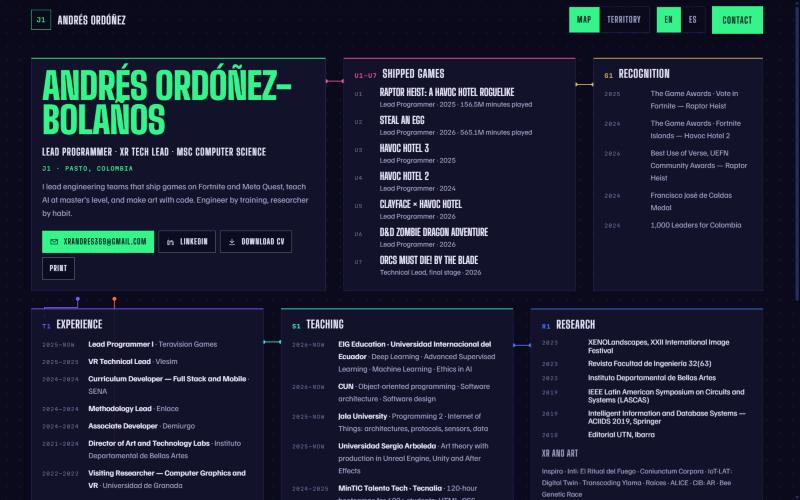 J1 ANDRÉS ORDÓÑEZ
MAP TERRITORY EN ES CONTACT
ANDRÉS ORDÓÑEZ-
BOLAÑOS
LEAD PROGRAMMER · XR TECH LEAD · MSC COMPUTER SCIENCE
J1 · PASTO, COLOMBIA
I lead engineering teams that ship games on Fortnite and Meta Quest, teach
AI at master's level, and make art with code. Engineer by training, researcher
by habit.
XRANDRES369@GMAIL.COM LINKEDIN DOWNLOAD CV
PRINT
U1–U7 SHIPPED GAMES
U1 RAPTOR HEIST: A HAVOC HOTEL ROGUELIKE
Lead Programmer · 2025 · 156.5M minutes played
U2 STEAL AN EGG
Lead Programmer · 2026 · 565.1M minutes played
U3 HAVOC HOTEL 3
Lead Programmer · 2025
U4 HAVOC HOTEL 2
Lead Programmer · 2024
U5 CLAYFACE × HAVOC HOTEL
Lead Programmer · 2026
U6 D&D ZOMBIE DRAGON ADVENTURE
Lead Programmer · 2026
U7 ORCS MUST DIE! BY THE BLADE
Technical Lead, final stage · 2026
G1 RECOGNITION
2025 The Game Awards · Vote in
Fortnite — Raptor Heist
2024 The Game Awards · Fortnite
Islands — Havoc Hotel 2
2026 Best Use of Verse, UEFN
Community Awards — Raptor
Heist
2024 Francisco José de Caldas
Medal
2024 1,000 Leaders for Colombia
T1 EXPERIENCE
2025–NOW Lead Programmer I · Teravision Games
2025–2025 VR Technical Lead · Vlesim
2024–2024 Curriculum Developer — Full Stack and Mobile ·
SENA
2024–2024 Methodology Lead · Enlace
2024–2024 Associate Developer · Demiurgo
2021–2024 Director of Art and Technology Labs · Instituto
Departamental de Bellas Artes
2022–2022 Visiting Researcher — Computer Graphics and
VR · Universidad de Granada
S1 TEACHING
2026–NOW EIG Education · Universidad Internacional del
Ecuador · Deep Learning · Advanced Supervised
Learning · Machine Learning · Ethics in AI
2026–NOW CUN · Object-oriented programming · Software
architecture · Software design
2025–NOW Jala University · Programming 2 · Internet of
Things: architectures, protocols, sensors, data
2025–NOW Universidad Sergio Arboleda · Art theory with
production in Unreal Engine, Unity and After
Effects
2024–2025 MinTIC Talento Tech · Tecnalia · 120-hour
R1 RESEARCH
2023 XENOLandscapes, XXII International Image
Festival
2023 Revista Facultad de Ingeniería 32(63)
2023 Instituto Departamental de Bellas Artes
2019 IEEE Latin American Symposium on Circuits and
Systems (LASCAS)
2019 Intelligent Information and Database Systems —
ACIIDS 2019, Springer
2018 Editorial UTN, Ibarra
XR AND ART
Inspira · Inti: El Ritual del Fuego · Coniunctum Corpora · IoT-LAT:
Digital Twin · Transcoding Ylama · Raíces · ALICE · CIB: AR · Bee
Genetic Race